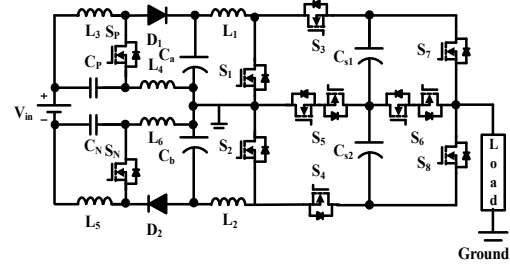 L3
SP
D1
L1
S3
CP
L4
Ca
Cs1
S7
S1
+
Vin
−
CN
SN
L6
Cb
S2
S5
Cs2
S6
S8
S4
L5
D2
L2
Load
Ground